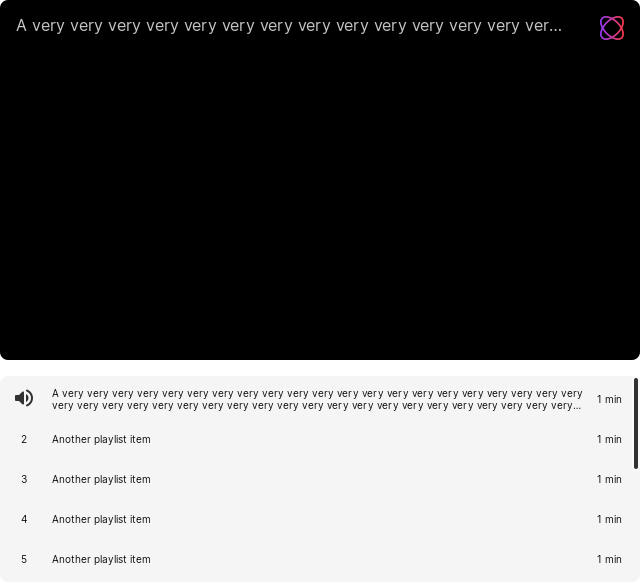 A very very very very very very very very very very very very very ver...
A very very very very very very very very very very very very very very very very very very very very very
very very very very very very very very very very very very very very very very very very very very very...
1 min
2 Another playlist item 1 min
3 Another playlist item 1 min
4 Another playlist item 1 min
5 Another playlist item 1 min